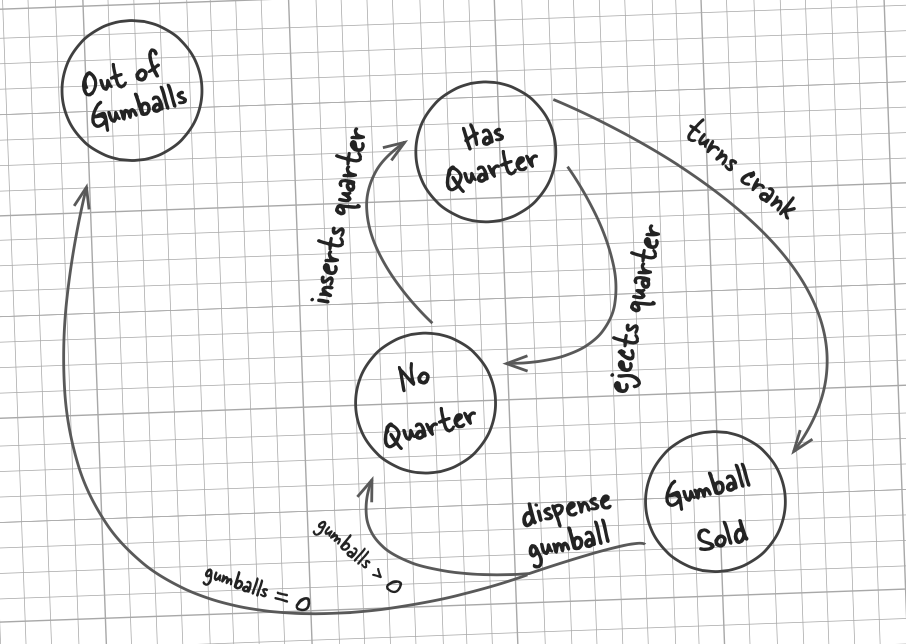 Out of
Gumballs
Has
Quarter
turns crank
inserts quarter
ejects quarter
No
Quarter
Gumball
Sold
dispense
gumball
gumballs > 0
gumballs = 0